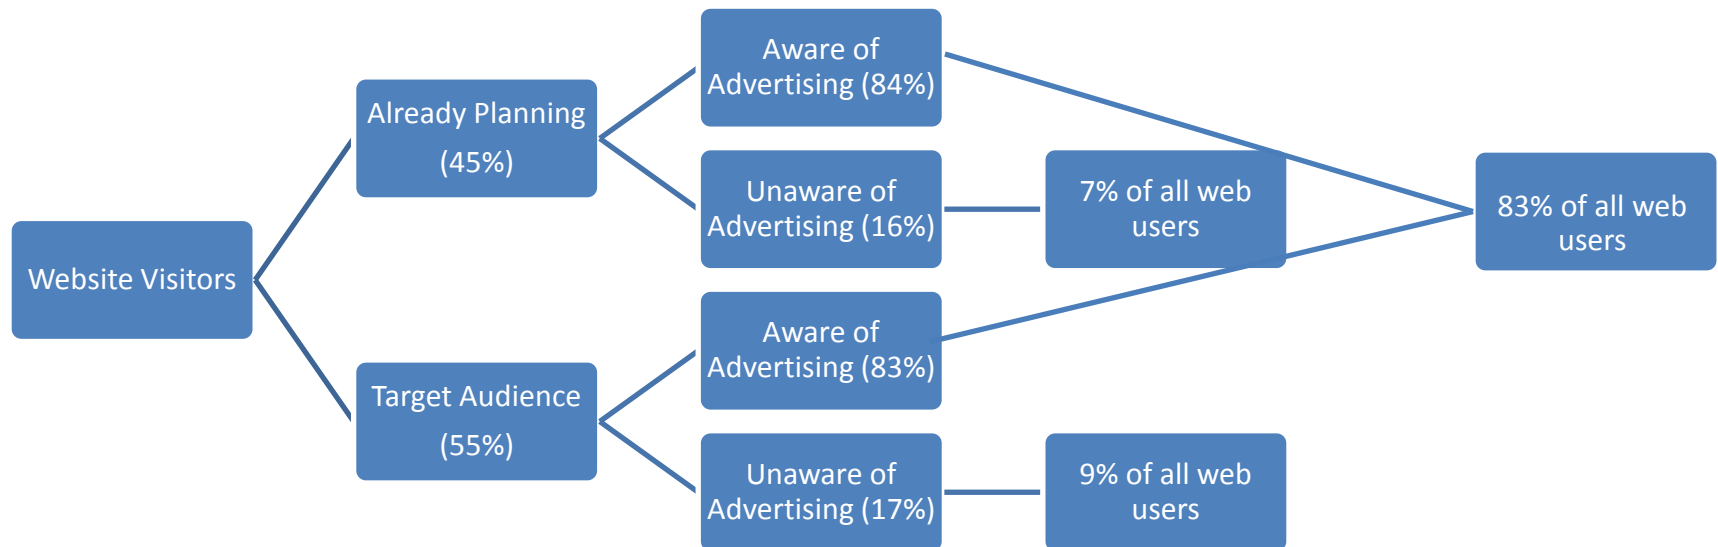 Website Visitors
Already Planning
(45%)
Target Audience
(55%)
Aware of
Advertising (84%)
Unaware of
Advertising (16%)
Aware of
Advertising (83%)
Unaware of
Advertising (17%)
7% of all web
users
9% of all web
users
83% of all web
users